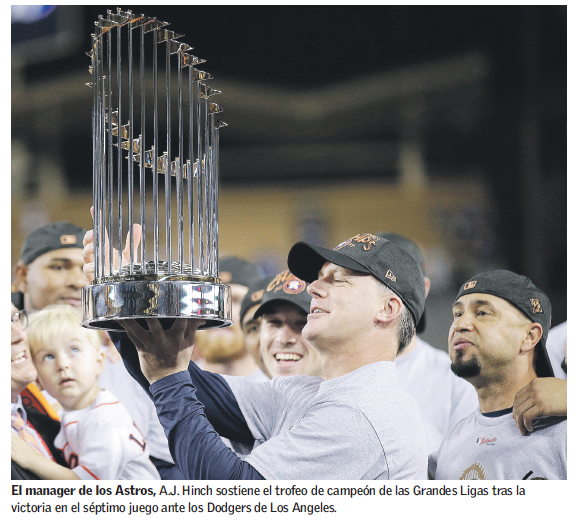 El manager de los Astros, A.J. Hinch sostiene el trofeo de campeón de las Grandes Ligas tras la
victoria en el séptimo juego ante los Dodgers de Los Angeles.